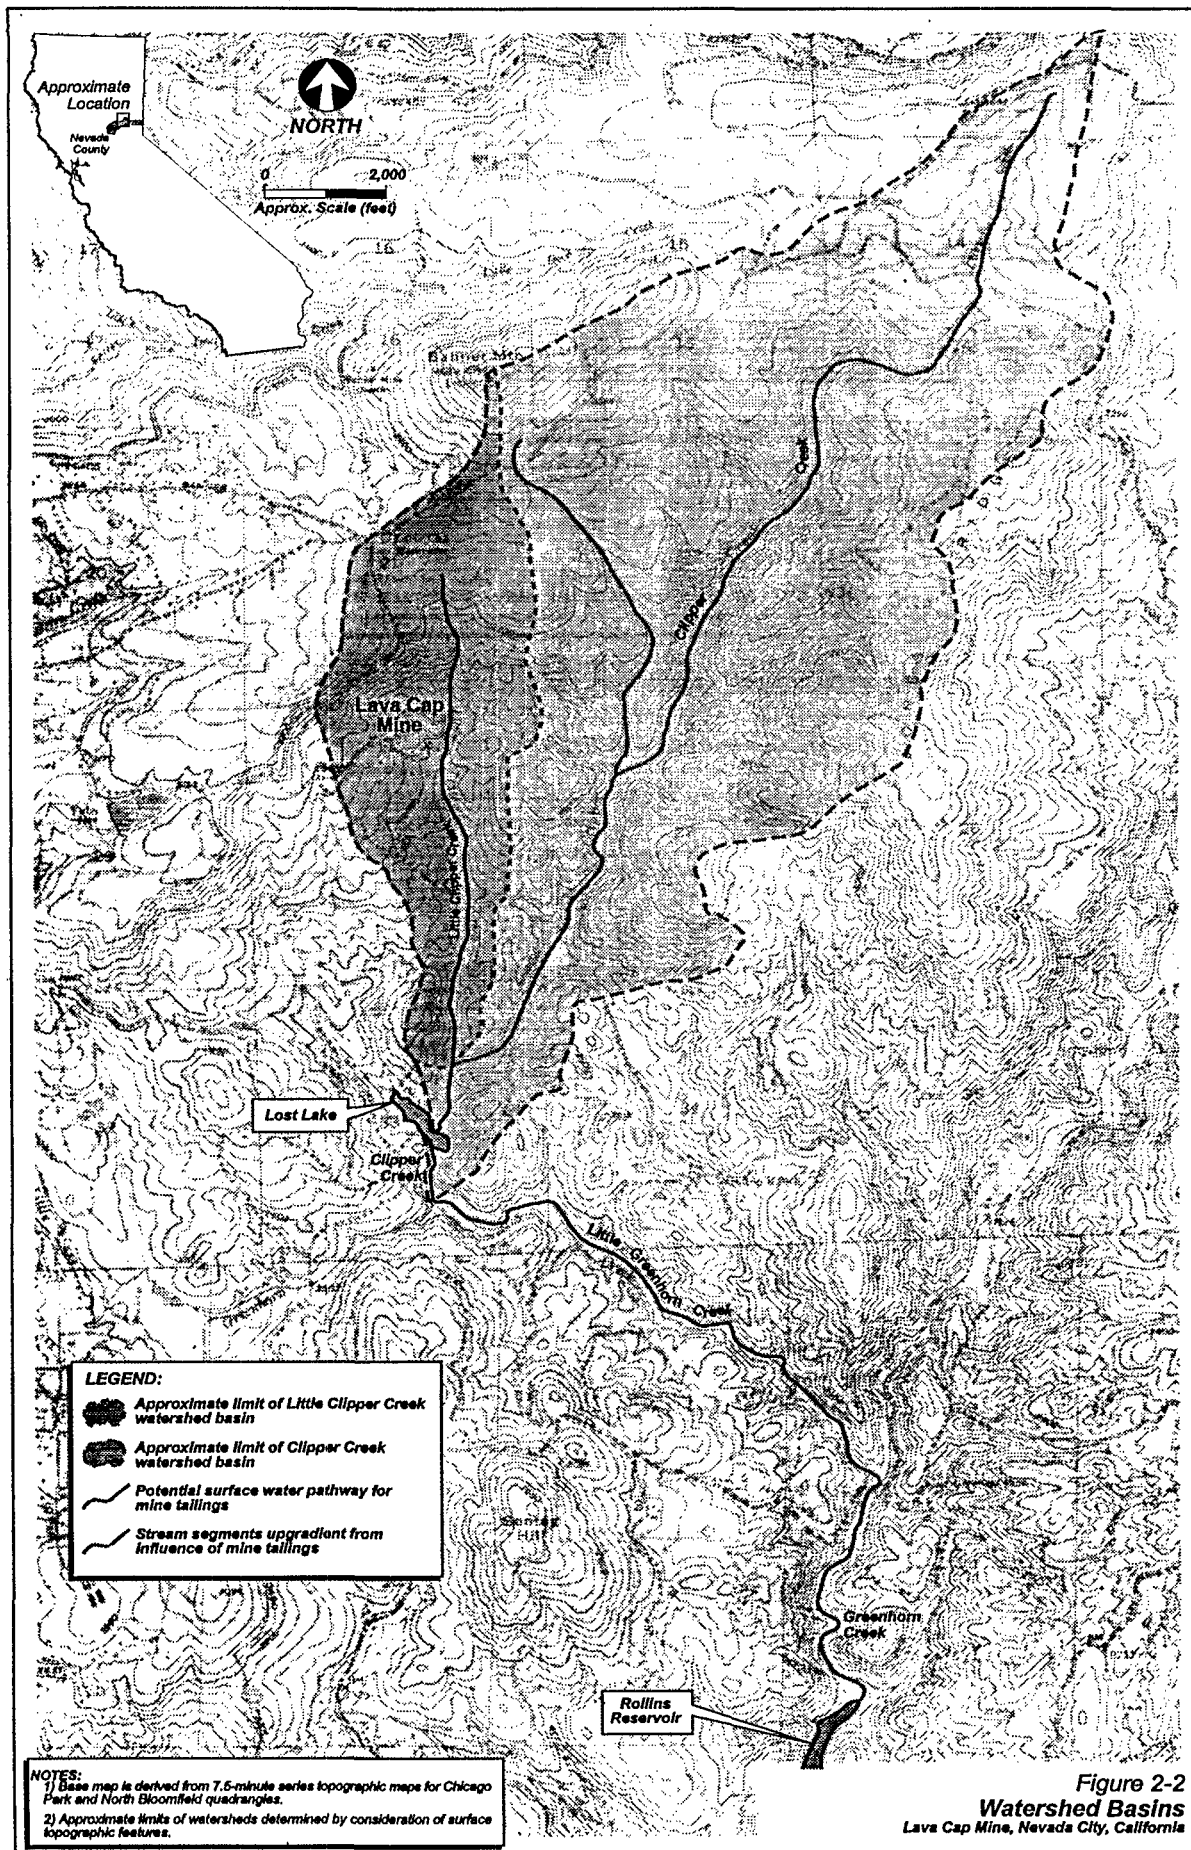 Approximate
Location
Nevada
County
NORTH
0 2,000
Approx. Scale (feet)
16
Banner Mtn
Creek
Clipper
Lava Cap
Mine
Little Clipper Creek
Lost Lake
Clipper
Creek
Little Greenhorn Creek
LEGEND:
Approximate limit of Little Clipper Creek
watershed basin
Approximate limit of Clipper Creek
watershed basin
Potential surface water pathway for
mine tailings
Stream segments upgradient from
influence of mine tailings
Hill
Greenhorn
Creek
Rollins
Reservoir
NOTES:
1) Base map is derived from 7.5-minute series topographic maps for Chicago
Park and North Bloomfield quadrangles.
2) Approximate limits of watersheds determined by consideration of surface
topographic features.
Figure 2-2
Watershed Basins
Lava Cap Mine, Nevada City, California